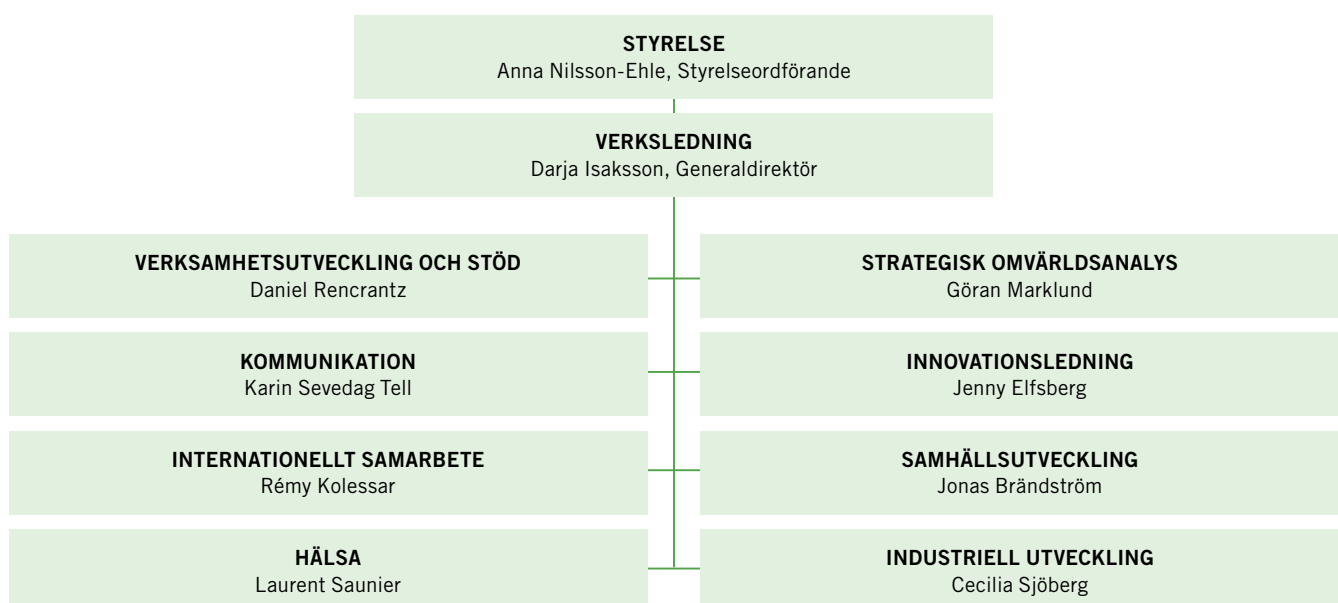 STYRELSE
Anna Nilsson-Ehle, Styrelseordförande
VERKSLEDNING
Darja Isaksson, Generaldirektör
VERKSAMHETSUTVECKLING OCH STÖD
Daniel Rencrantz
STRATEGISK OMVÄRLDSANALYS
Göran Marklund
KOMMUNIKATION
Karin Sevedag Tell
INNOVATIONSLEDNING
Jenny Elfsberg
INTERNATIONELLT SAMARBETE
Rémy Kolessar
SAMHÄLLSUTVECKLING
Jonas Brändström
HÄLSA
Laurent Saunier
INDUSTRIELL UTVECKLING
Cecilia Sjöberg